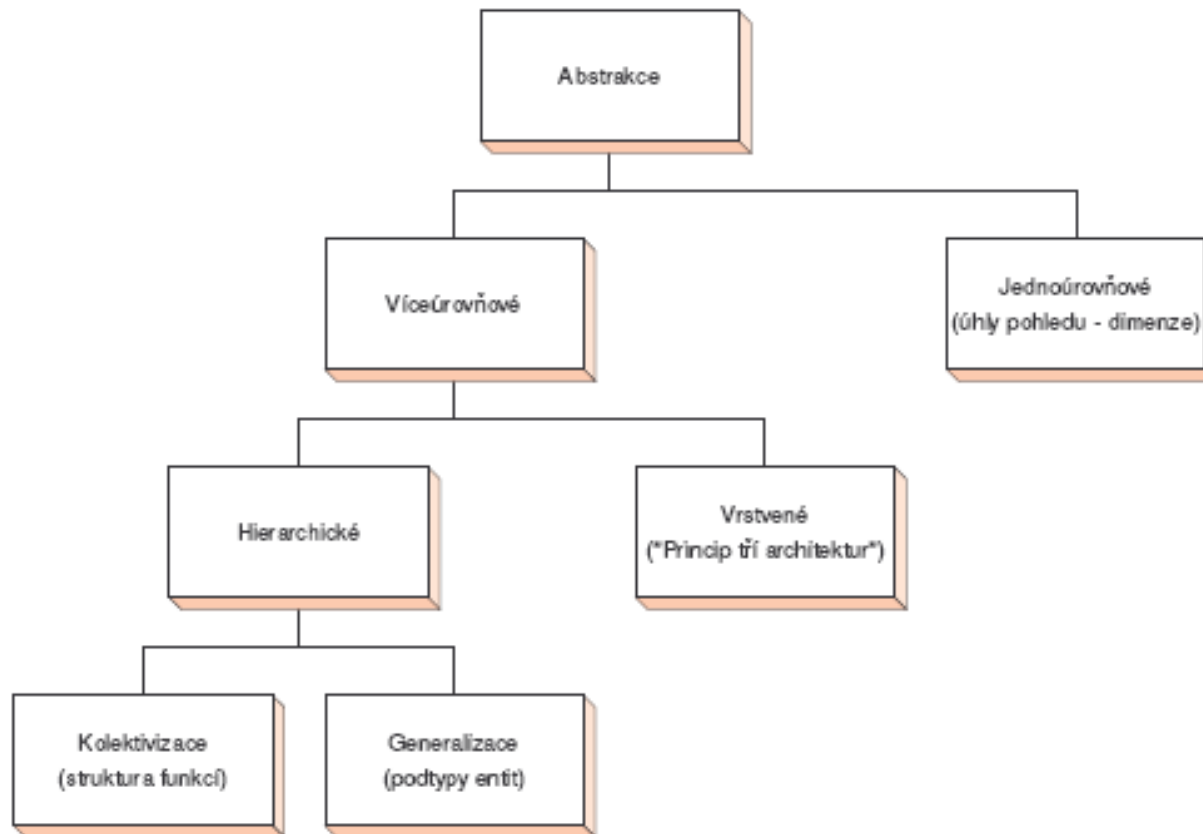 Abstrakce
Víceúrovňové
Jednoúrovňové
(úhly pohledu - dimenze)
Hierarchické
Vrstvené
("Princip tří architektur")
Kolektivizace
(struktura funkcí)
Generalizace
(podtypy entit)